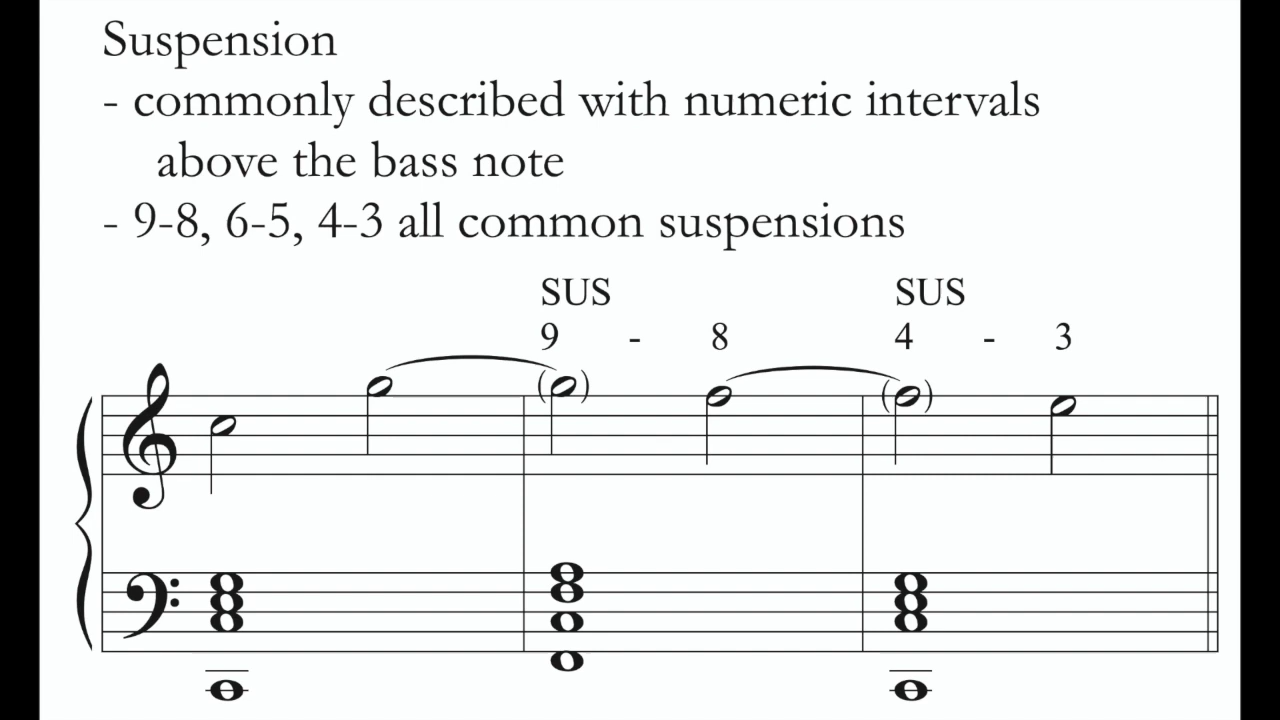 Suspension
- commonly described with numeric intervals
above the bass note
- 9-8, 6-5, 4-3 all common suspensions
SUS SUS
9 - 8 4 - 3